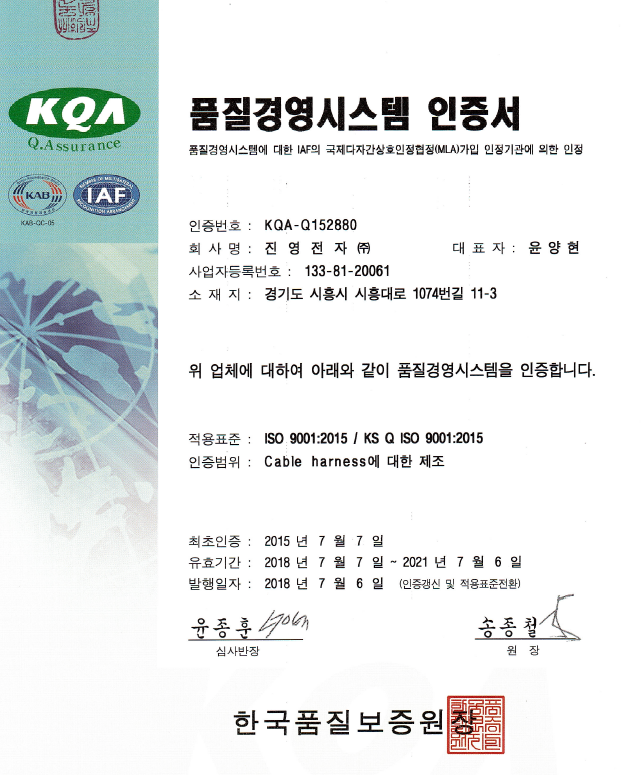 KQA
Q.Assurance
KAB
IAF
MEMBER OF MULTILATERAL
RECOGNITION ARRANGEMENT
KAB-QC-05
품질경영시스템 인증서
품질경영시스템에 대한 IAF의 국제다자간상호인정협정(MLA)가입 인정기관에 의한 인정
인증번호 : KQA-Q152880
회 사 명 : 진 영 전 자 ㈜ 대 표 자 : 윤 양 현
사업자등록번호 : 133-81-20061
소 재 지 : 경기도 시흥시 시흥대로 1074번길 11-3
위 업체에 대하여 아래와 같이 품질경영시스템을 인증합니다.
적용표준 : ISO 9001:2015 / KS Q ISO 9001:2015
인증범위 : Cable harness에 대한 제조
최초인증 : 2015 년 7 월 7 일
유효기간 : 2018 년 7 월 7 일 ~ 2021 년 7 월 6 일
발행일자 : 2018 년 7 월 6 일 (인증갱신 및 적용표준전환)
윤종훈 송종철
심사반장 원 장
한국품질보증원장